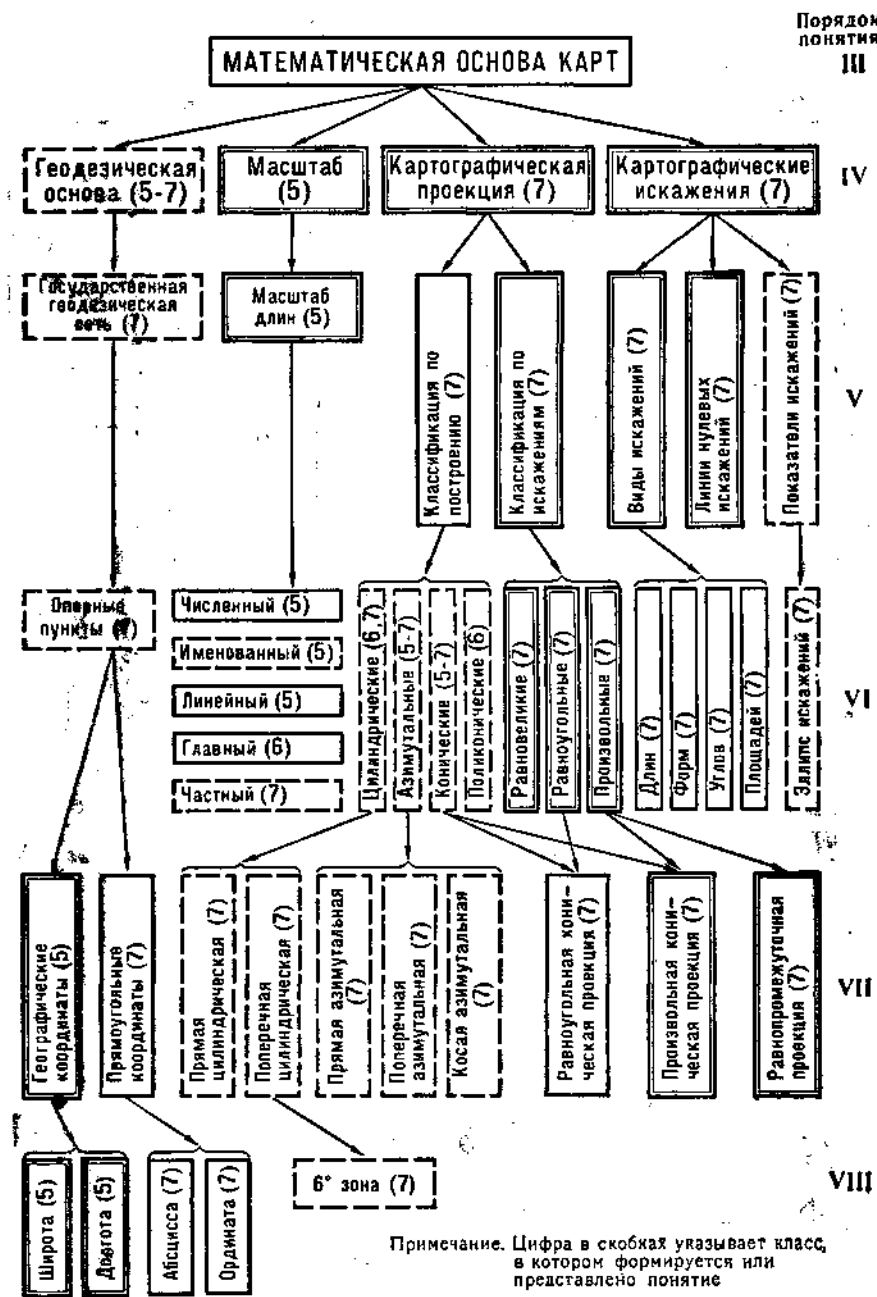 Порядок
понятия
МАТЕМАТИЧЕСКАЯ ОСНОВА КАРТ
III
Геодезическая
основа (5-7)
Масштаб
(5)
Картографическая
проекция (7)
Картографические
искажения (7)
IV
Государственная
геодезическая
сеть (7)
Масштаб
длин (5)
Классификация по
построению (7)
Классификация по
искажениям (7)
Виды искажений (7)
Линии нулевых
искажений (7)
Показатели искажений (7)
V
Опорные
пункты (7)
Численный (5)
Именованный (5)
Линейный (5)
Главный (6)
Частный (7)
Цилиндрические (6,7)
Азимутальные (5-7)
Конические (5-7)
Поликонические (6)
Равновеликие (7)
Равноугольные (7)
Произвольные (7)
Длин (7)
Форм (7)
Углов (7)
Площадей (7)
Эллипс искажений (7)
VI
Географические
координаты (5)
Прямоугольные
координаты (7)
Прямая
цилиндрическая (7)
Поперечная
цилиндрическая (7)
Прямая азимутальная
(7)
Поперечная
азимутальная (7)
Косая азимутальная
(7)
Равноугольная кони-
ческая проекция (7)
Произвольная кони-
ческая проекция (7)
Равнопромежуточная
проекция (7)
VII
Широта (5)
Долгота (5)
Абсцисса (7)
Ордината (7)
6° зона (7)
VIII
Примечание. Цифра в скобках указывает класс,
в котором формируется или
представлено понятие